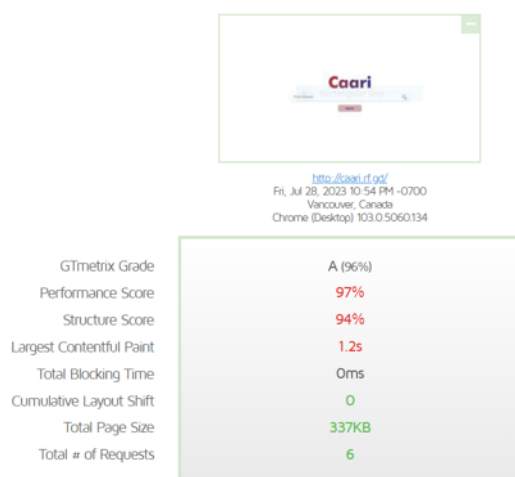 Caari
http://caari.rf.gd/
Fri, Jul 28, 2023 10:54 PM -0700
Vancouver, Canada
Chrome (Desktop) 103.0.5060.134
GTmetrix Grade A (96%)
Performance Score 97%
Structure Score 94%
Largest Contentful Paint 1.2s
Total Blocking Time 0ms
Cumulative Layout Shift 0
Total Page Size 337KB
Total # of Requests 6